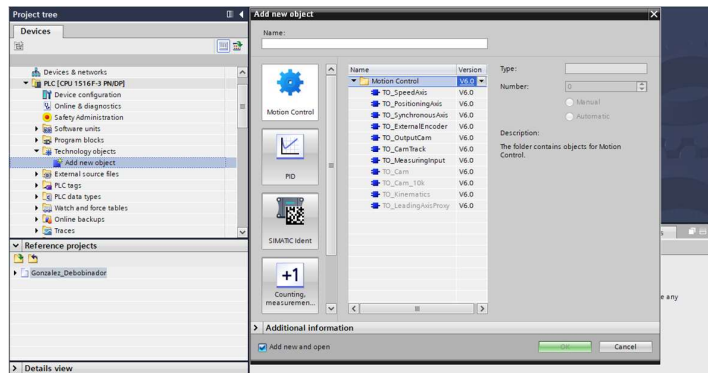 Project tree
Devices
Devices & networks
PLC [CPU 1516F-3 PN/DP]
Device configuration
Online & diagnostics
Safety Administration
Software units
Program blocks
Technology objects
Add new object
External source files
PLC tags
PLC data types
Watch and force tables
Online backups
Traces
Reference projects
Gonzalez_Debobinador
Details view
Add new object
Name:
Motion Control
PID
SIMATIC Ident
+1
Counting,
measuremen...
Name Version
Motion Control V6.0
TO_SpeedAxis V6.0
TO_PositioningAxis V6.0
TO_SynchronousAxis V6.0
TO_ExternalEncoder V6.0
TO_OutputCam V6.0
TO_CamTrack V6.0
TO_MeasuringInput V6.0
TO_Cam V6.0
TO_Cam_10k V6.0
TO_Kinematics V6.0
TO_LeadingAxisProxy V6.0
Type:
Number: 0
Manual
Automatic
Description:
The folder contains objects for Motion
Control.
Additional information
Add new and open
OK Cancel
s
e any